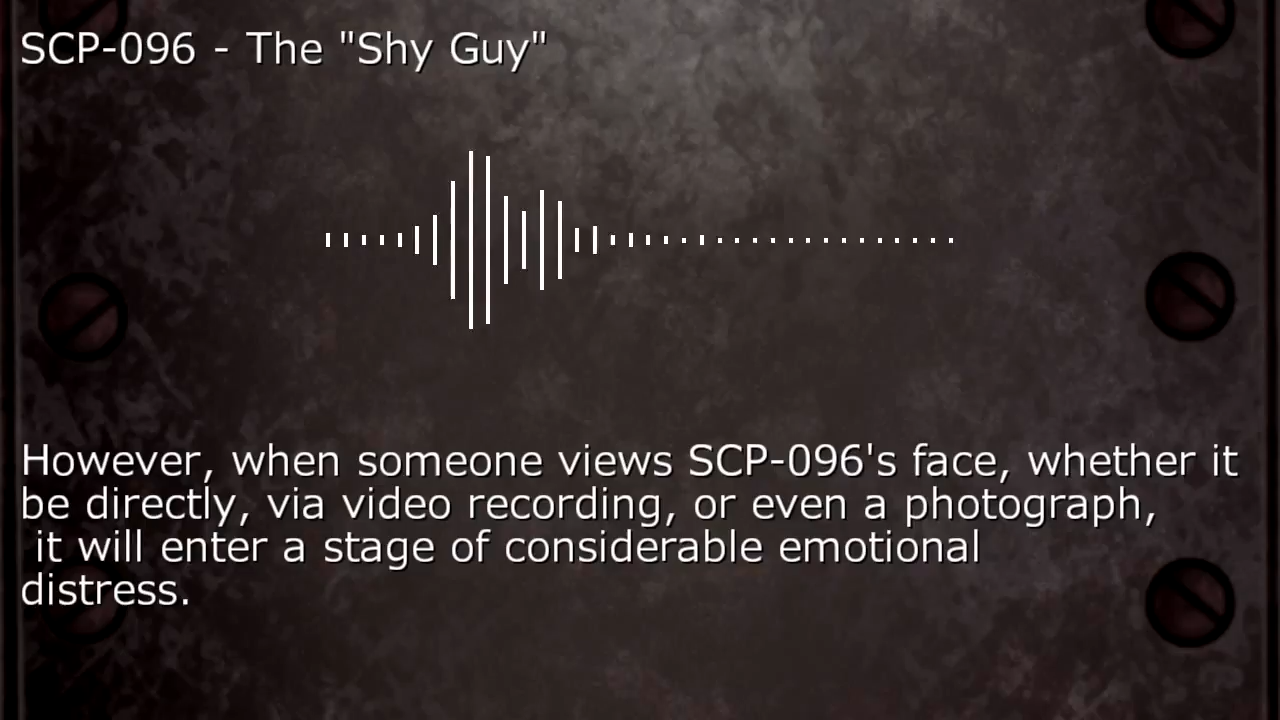 SCP-096 - The "Shy Guy"
However, when someone views SCP-096's face, whether it
be directly, via video recording, or even a photograph,
it will enter a stage of considerable emotional
distress.